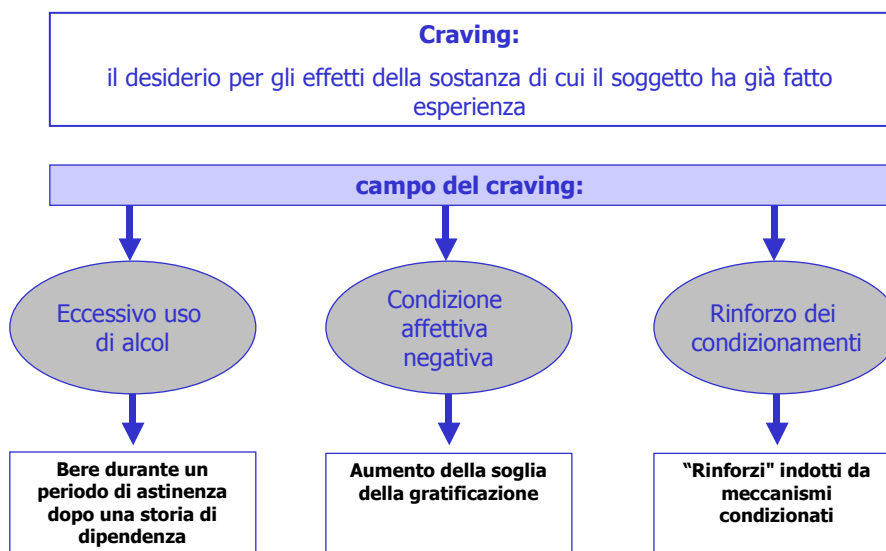 Craving:
il desiderio per gli effetti della sostanza di cui il soggetto ha già fatto
esperienza
campo del craving:
Eccessivo uso
di alcol
Condizione
affettiva
negativa
Rinforzo dei
condizionamenti
Bere durante un
periodo di astinenza
dopo una storia di
dipendenza
Aumento della soglia
della gratificazione
“Rinforzi" indotti da
meccanismi
condizionati